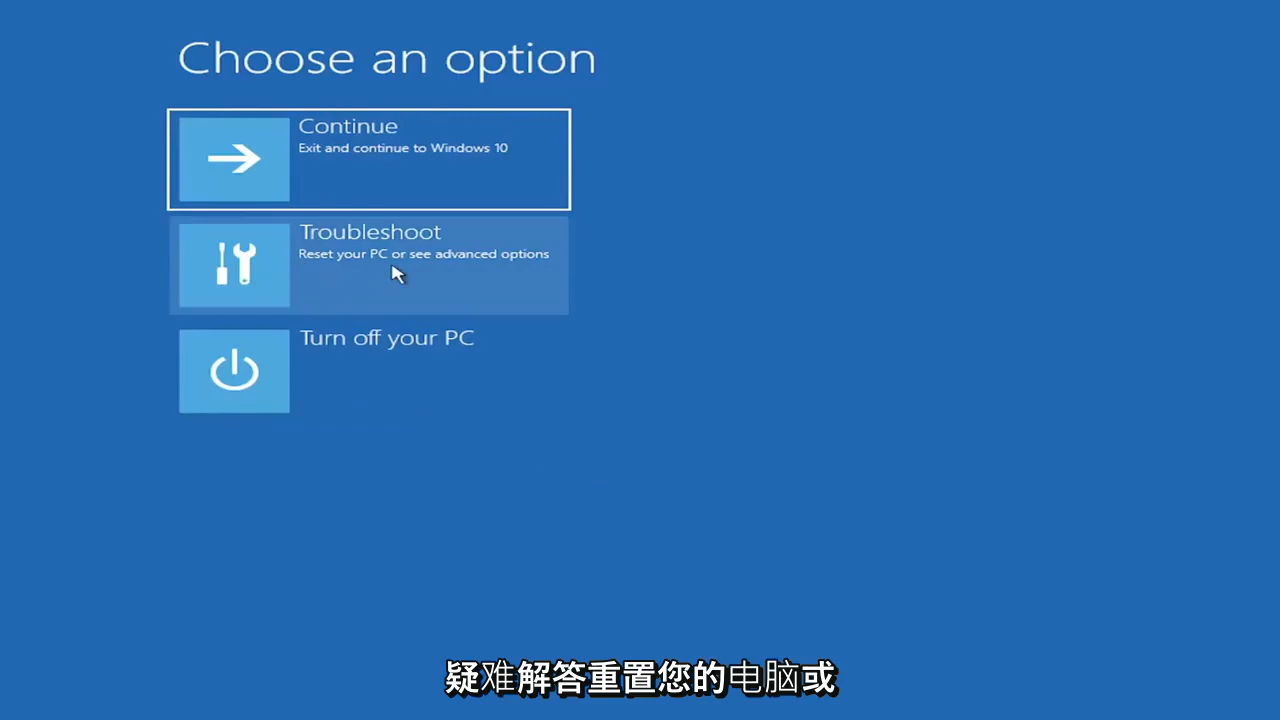 Choose an option
Continue
Exit and continue to Windows 10
Troubleshoot
Reset your PC or see advanced options
Turn off your PC
疑难解答重置您的电脑或